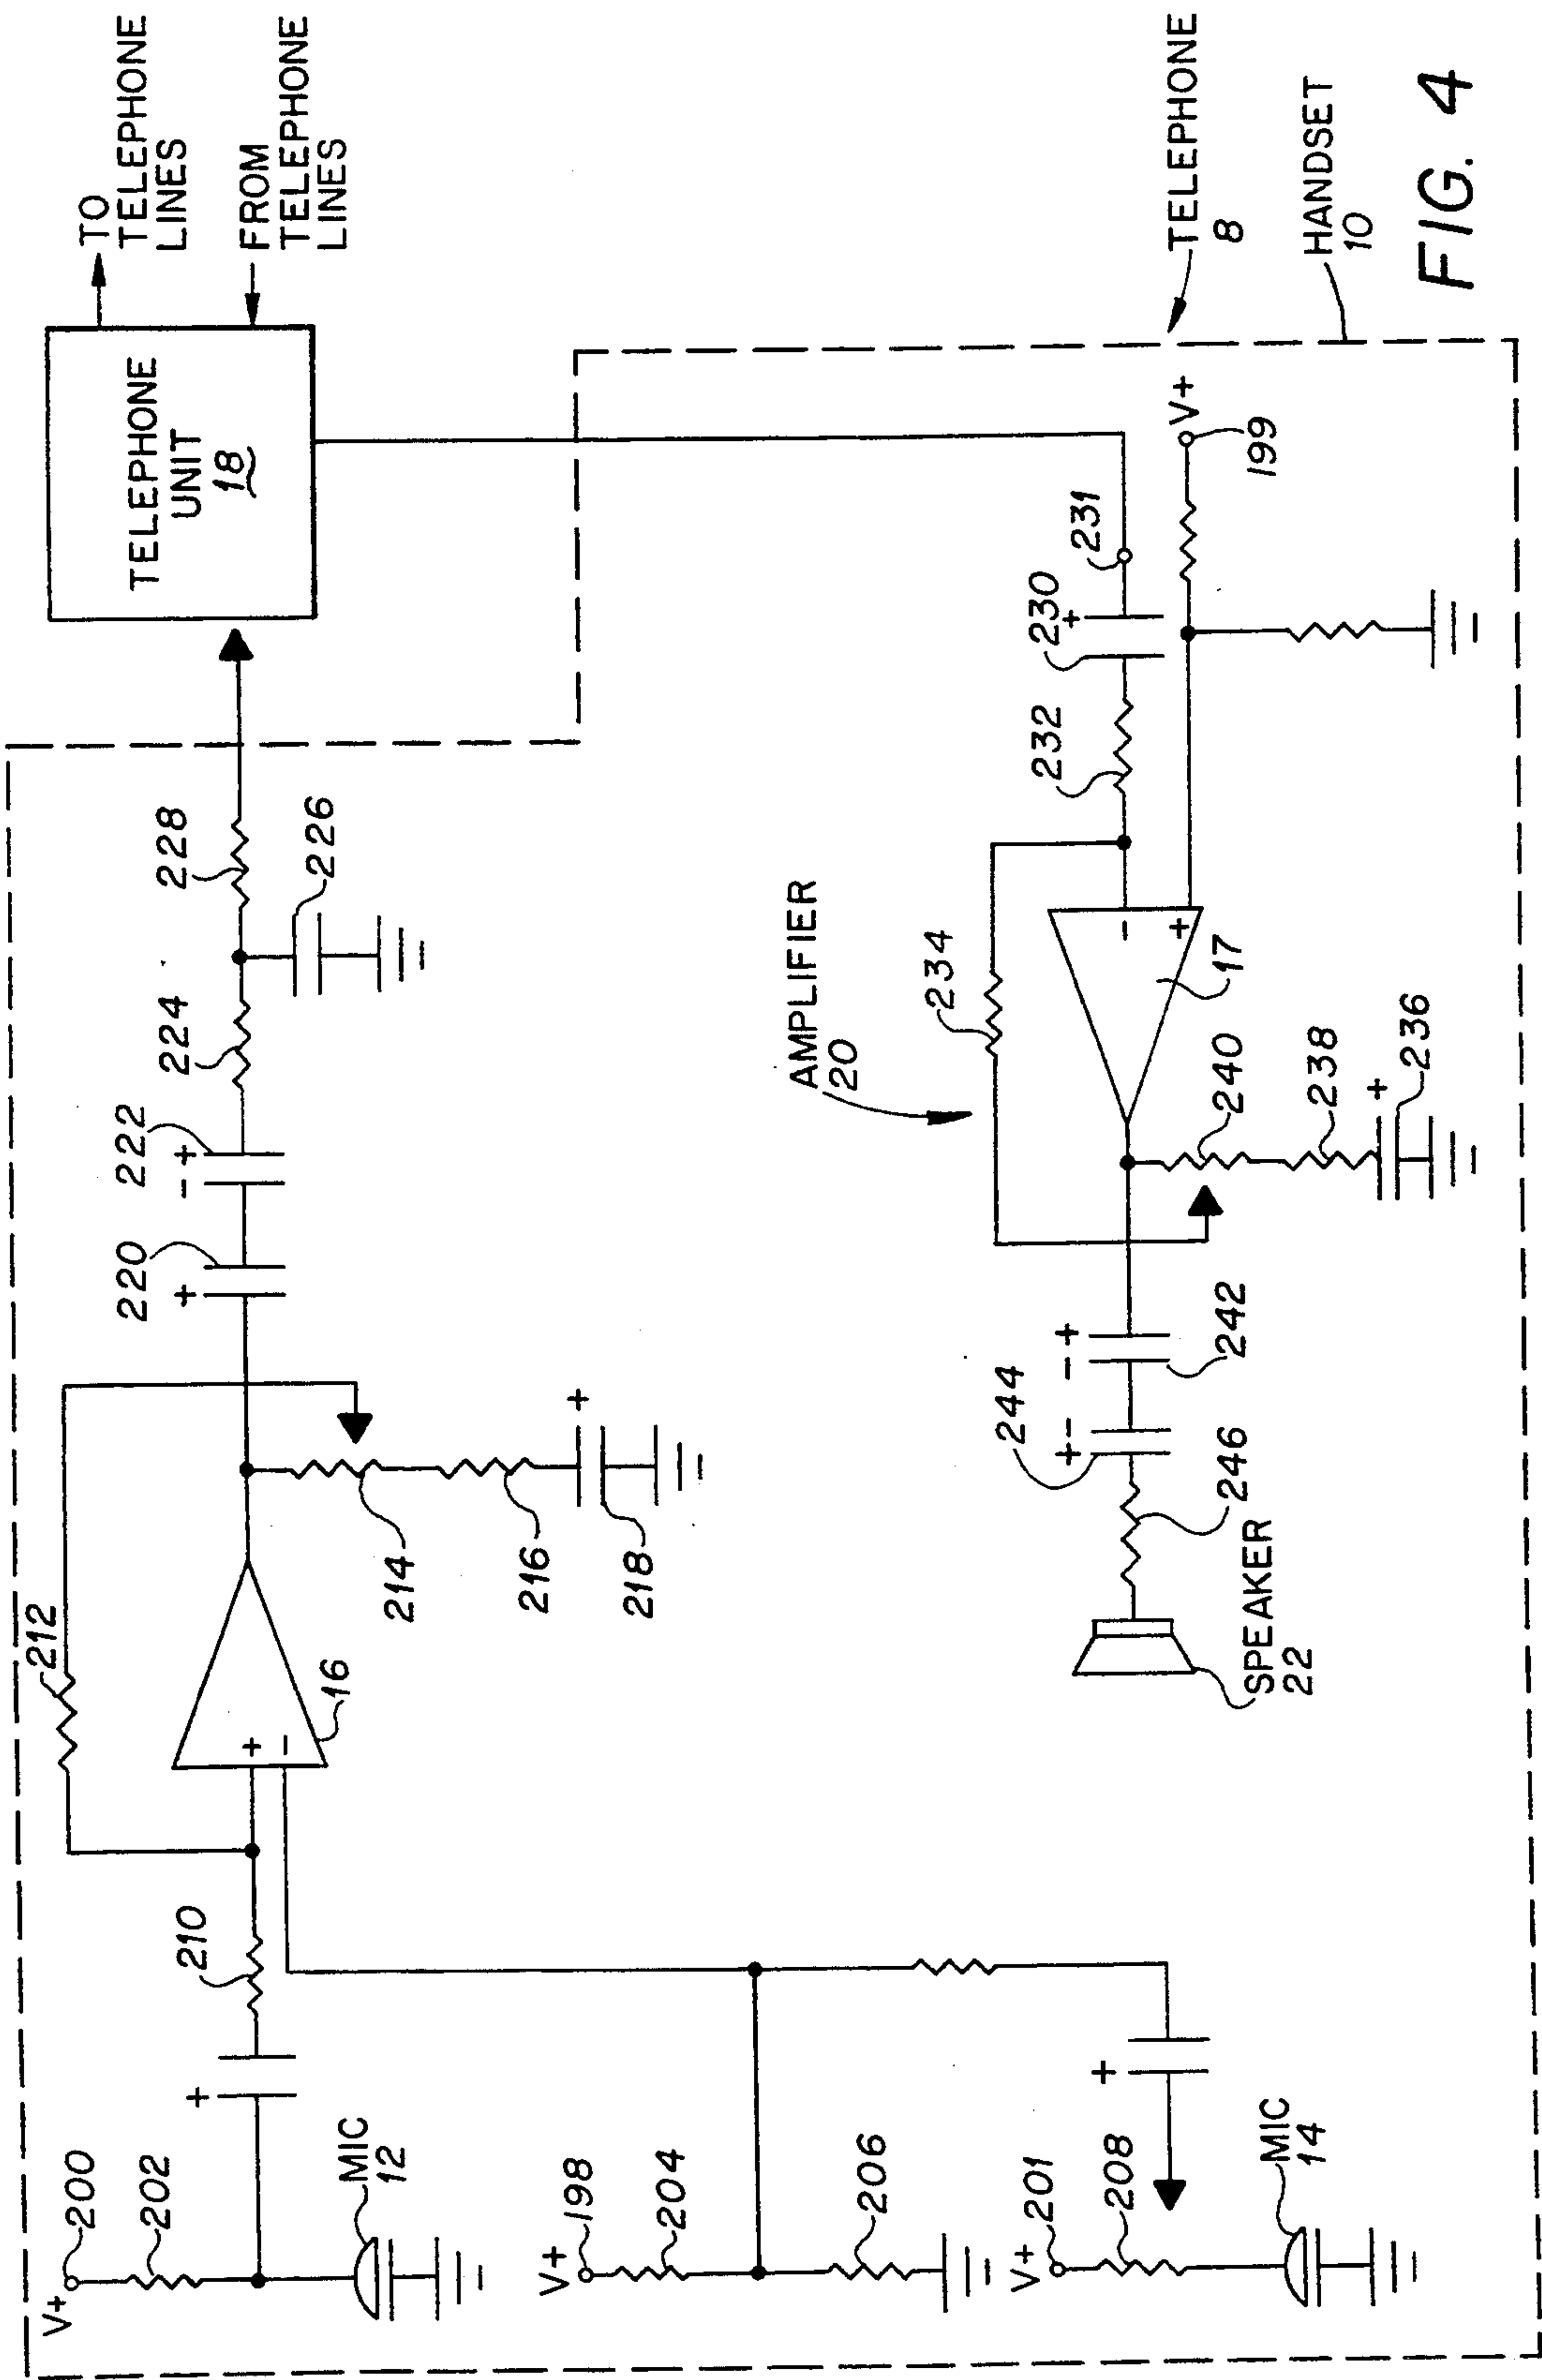 TO
TELEPHONE
LINES
FROM
TELEPHONE
LINES
TELEPHONE
UNIT
18
TELEPHONE
8
HANDSET
10
FIG. 4
V+
200
202
+
MIC
12
210
212
+
-
16
214
216
218
+
+
220
-
+
222
224
226
228
V+
198
204
206
V+
201
208
+
MIC
14
AMPLIFIER
20
234
232
230
+
231
V+
199
-
+
17
240
238
236
+
242
-
+
244
+
-
246
SPEAKER
22